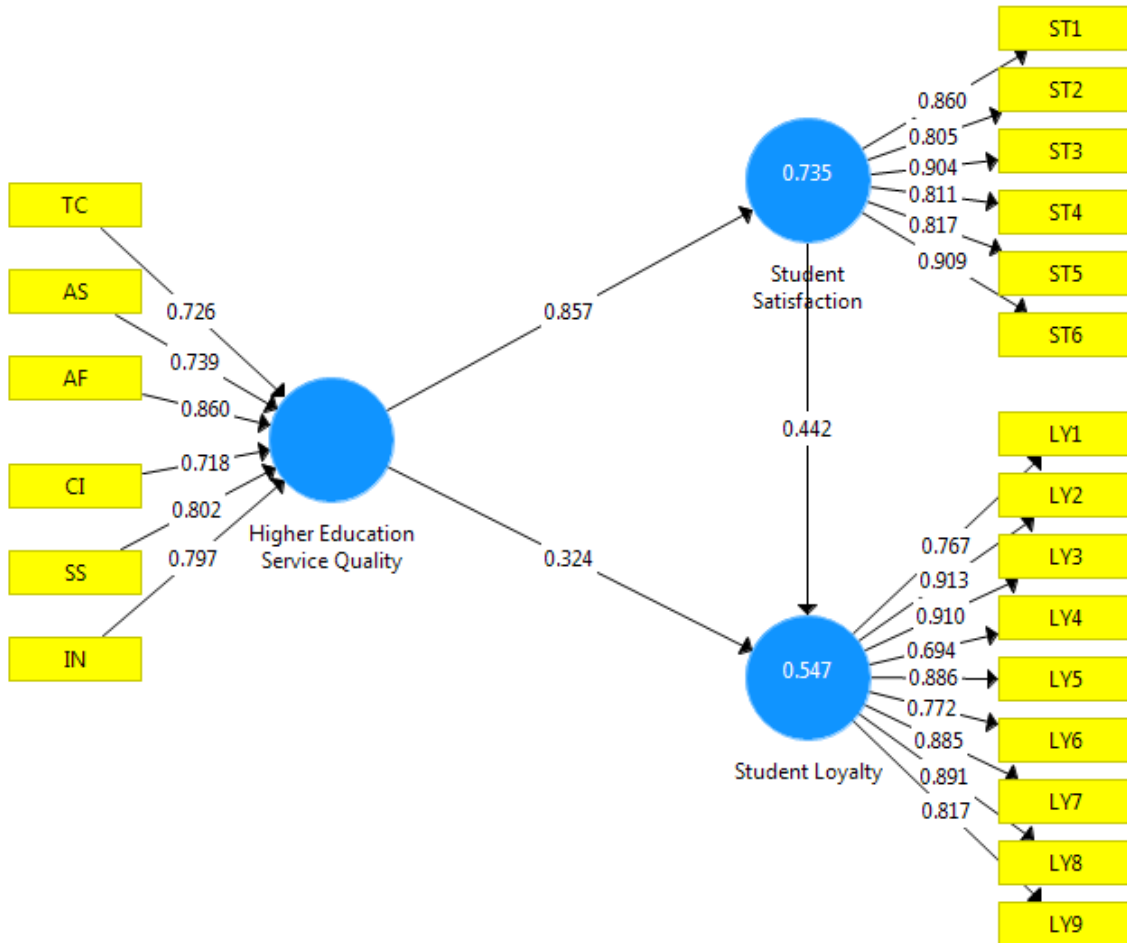 TC
AS
AF
CI
SS
IN
0.726
0.739
0.860
0.718
0.802
0.797
Higher Education
Service Quality
0.857
0.324
0.735
Student
Satisfaction
0.442
0.547
Student Loyalty
0.860
0.805
0.904
0.811
0.817
0.909
ST1
ST2
ST3
ST4
ST5
ST6
0.767
0.913
0.910
0.694
0.886
0.772
0.885
0.891
0.817
LY1
LY2
LY3
LY4
LY5
LY6
LY7
LY8
LY9